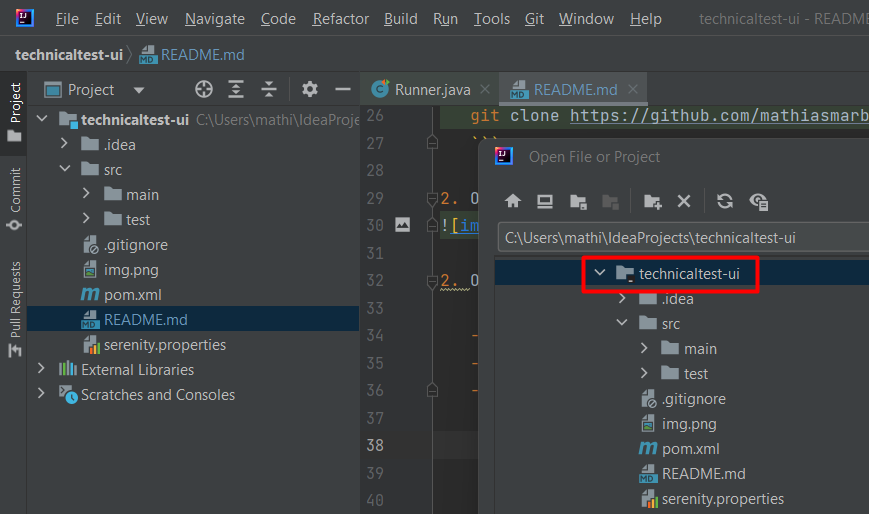 File Edit View Navigate Code Refactor Build Run Tools Git Window Help technicaltest-ui - README
technicaltest-ui README.md
Project
Commit
Pull Requests
Project
technicaltest-ui C:\Users\mathi\IdeaProje
.idea
src
main
test
.gitignore
img.png
pom.xml
README.md
serenity.properties
External Libraries
Scratches and Consoles
Runner.java README.md
26 git clone https://github.com/mathiasmarb
27 ```
28
29 2. O
30 ![im
31
32 2. O
33
34 -
35 -
36 -
37
38
39
40
Open File or Project
C:\Users\mathi\IdeaProjects\technicaltest-ui
technicaltest-ui
.idea
src
main
test
.gitignore
img.png
pom.xml
README.md
serenity.properties